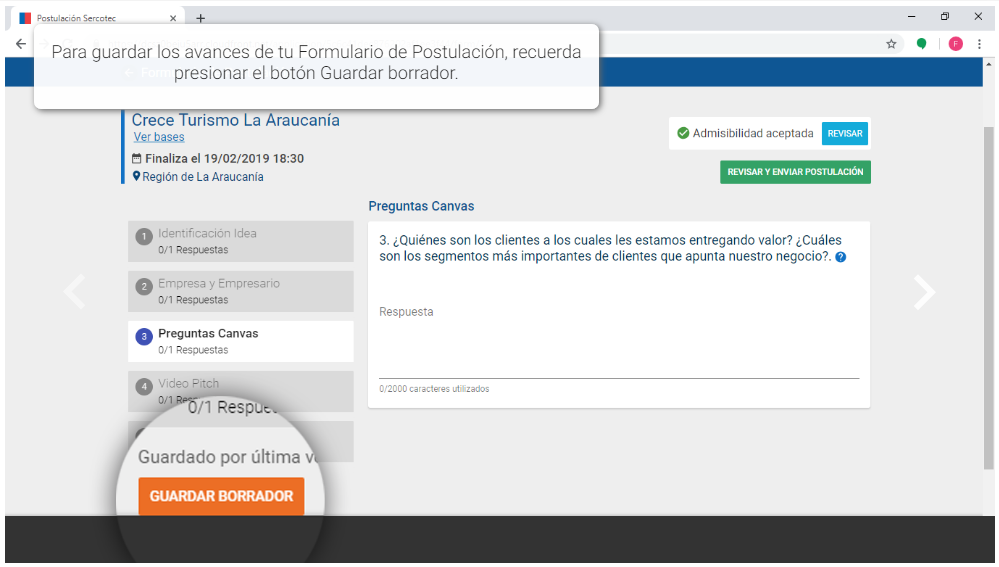 Postulación Sercotec
Para guardar los avances de tu Formulario de Postulación, recuerda
presionar el botón Guardar borrador.
F
Crece Turismo La Araucanía
Ver bases
Finaliza el 19/02/2019 18:30
Región de La Araucanía
Admisibilidad aceptada REVISAR
REVISAR Y ENVIAR POSTULACIÓN
1 Identificación Idea
0/1 Respuestas
2 Empresa y Empresario
0/1 Respuestas
3 Preguntas Canvas
0/1 Respuestas
4 Video Pitch
0/1
0/1
Guardado por última
GUARDAR BORRADOR
Preguntas Canvas
3. ¿Quiénes son los clientes a los cuales les estamos entregando valor? ¿Cuáles
son los segmentos más importantes de clientes que apunta nuestro negocio?. ?
Respuesta
0/2000 caracteres utilizados